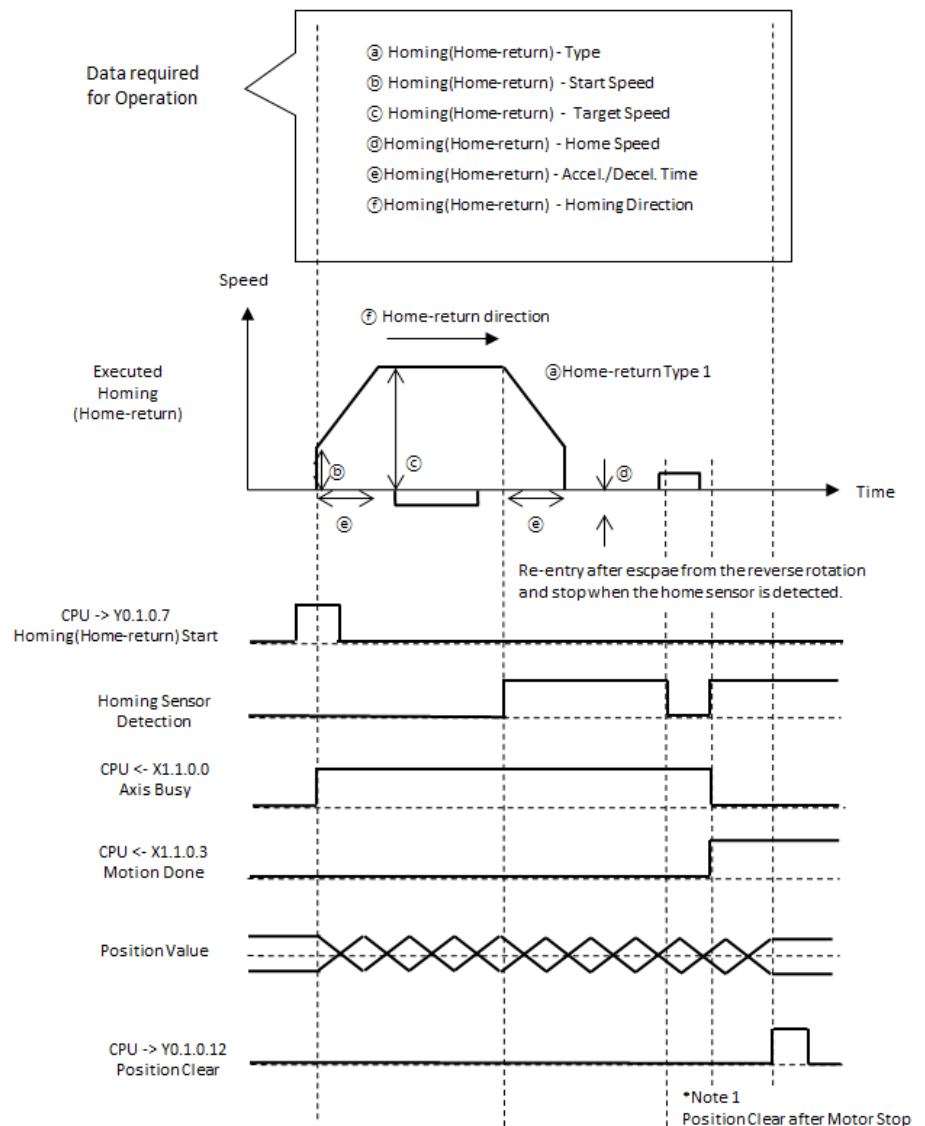 Data required
for Operation
ⓐ Homing(Home-return) - Type
ⓑ Homing(Home-return) - Start Speed
ⓒ Homing(Home-return) - Target Speed
ⓓHoming(Home-return) - Home Speed
ⓔHoming(Home-return) - Accel./Decel. Time
ⓕHoming(Home-return) - Homing Direction
Speed
ⓕ Home-return direction
Executed
Homing
(Home-return)
ⓐHome-return Type 1
ⓑ
ⓒ
ⓓ
Time
ⓔ
ⓔ
Re-entry after escpae from the reverse rotation
and stop when the home sensor is detected.
CPU -> Y0.1.0.7
Homing(Home-return) Start
Homing Sensor
Detection
CPU <- X1.1.0.0
Axis Busy
CPU <- X1.1.0.3
Motion Done
Position Value
CPU -> Y0.1.0.12
Position Clear
*Note 1
Position Clear after Motor Stop